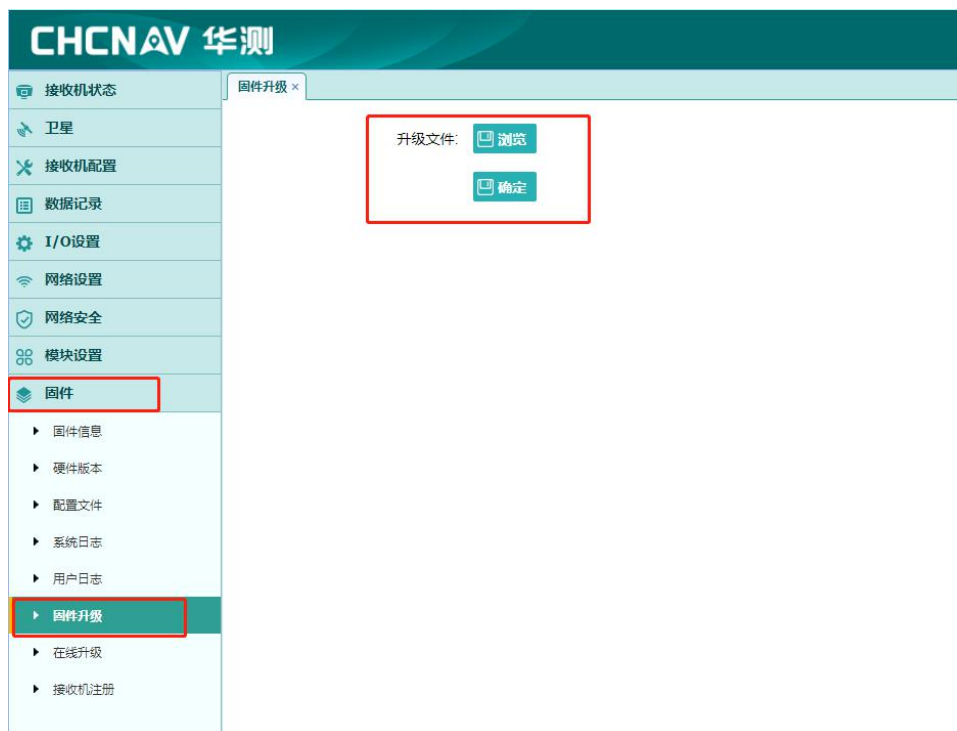 CHCNAV 华测
接收机状态
卫星
接收机配置
数据记录
I/O设置
网络设置
网络安全
模块设置
固件
固件信息
硬件版本
配置文件
系统日志
用户日志
固件升级
在线升级
接收机注册
固件升级 ×
升级文件: 浏览
确定